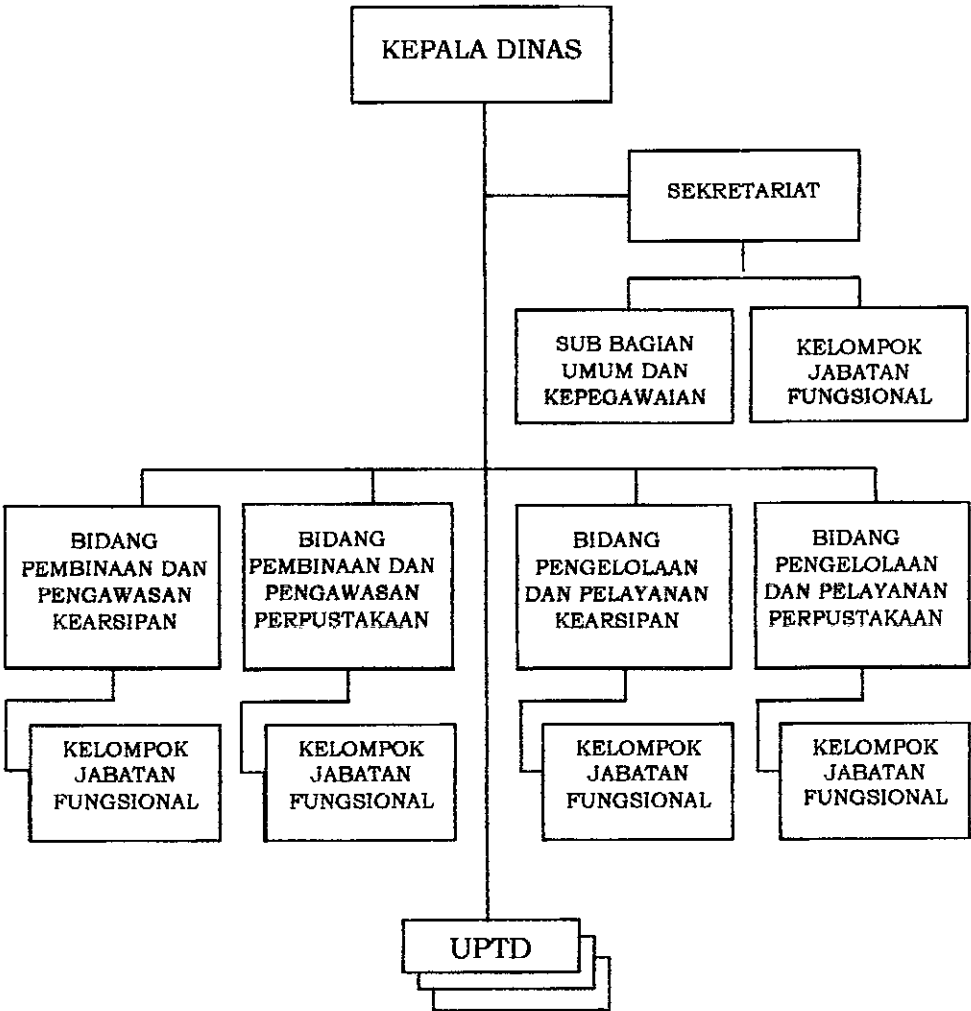 KEPALA DINAS
SEKRETARIAT
SUB BAGIAN
UMUM DAN
KEPEGAWAIAN
KELOMPOK
JABATAN
FUNGSIONAL
BIDANG
PEMBINAAN DAN
PENGAWASAN
KEARSIPAN
BIDANG
PEMBINAAN DAN
PENGAWASAN
PERPUSTAKAAN
BIDANG
PENGELOLAAN
DAN PELAYANAN
KEARSIPAN
BIDANG
PENGELOLAAN
DAN PELAYANAN
PERPUSTAKAAN
KELOMPOK
JABATAN
FUNGSIONAL
KELOMPOK
JABATAN
FUNGSIONAL
KELOMPOK
JABATAN
FUNGSIONAL
KELOMPOK
JABATAN
FUNGSIONAL
UPTD